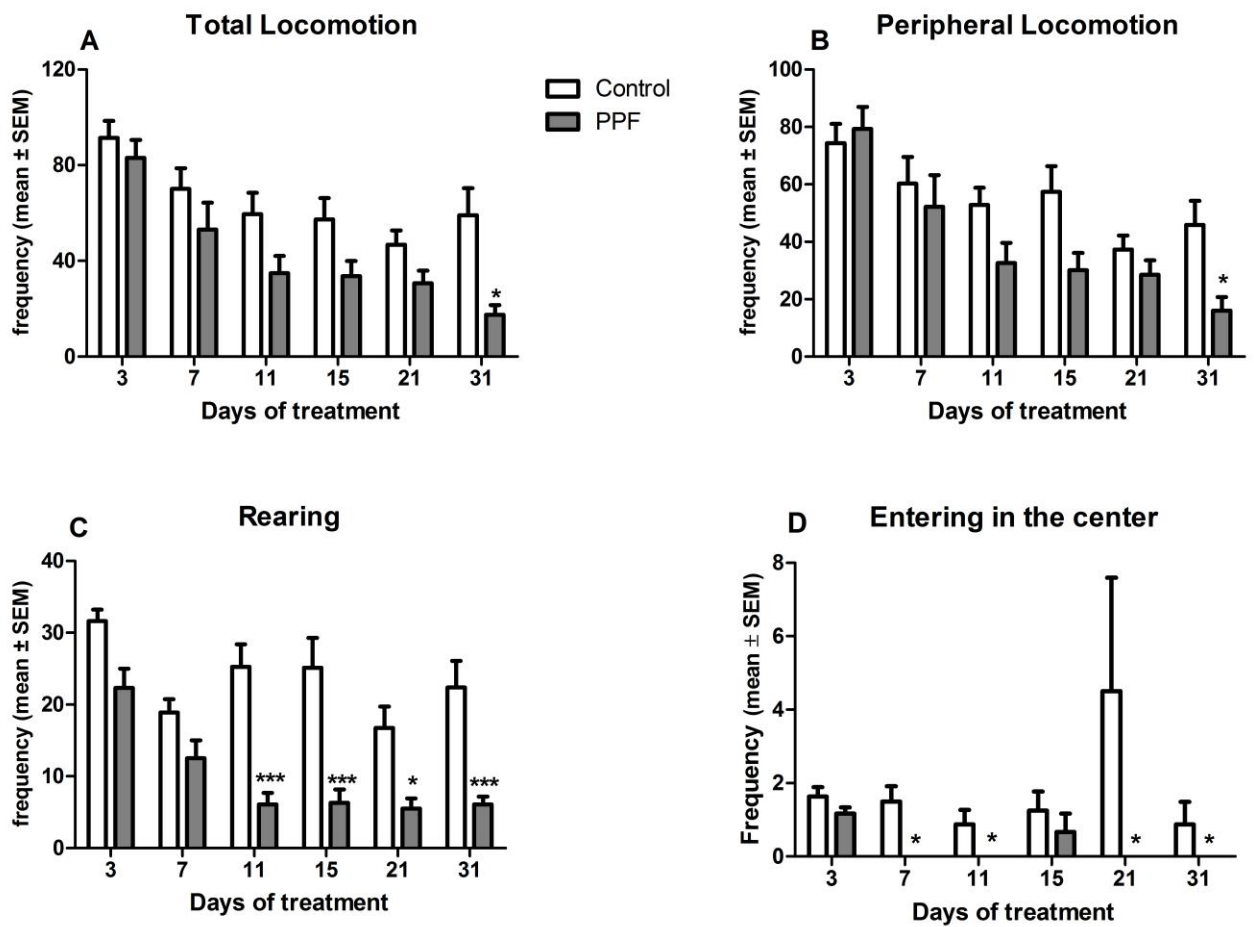 A
Total Locomotion
frequency (mean ± SEM)
120
80
40
0
*
3 7 11 15 21 31
Days of treatment
Control
PPF
B
Peripheral Locomotion
frequency (mean ± SEM)
100
80
60
40
20
0
*
3 7 11 15 21 31
Days of treatment
C
Rearing
frequency (mean ± SEM)
40
30
20
10
0
*** *** * ***
3 7 11 15 21 31
Days of treatment
D
Entering in the center
Frequency (mean ± SEM)
8
6
4
2
0
* * * *
3 7 11 15 21 31
Days of treatment